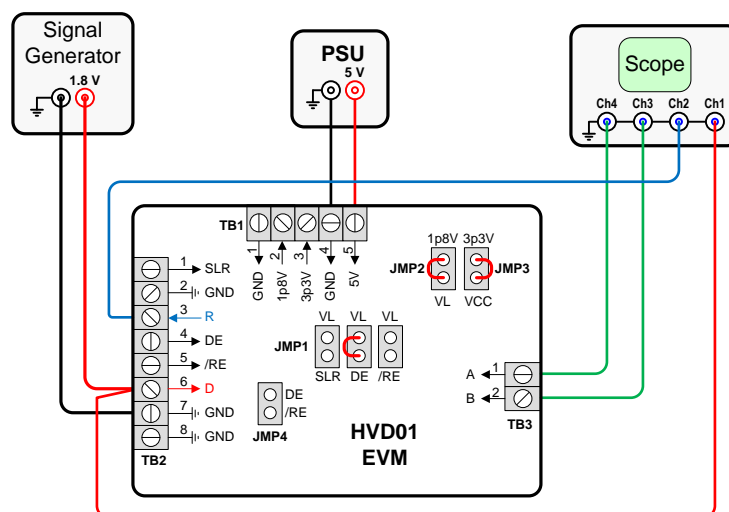 Signal
Generator
1.8 V
PSU
5 V
Scope
Ch4 Ch3 Ch2 Ch1
TB1
1 2 3 4 5
GND 1p8V 3p3V GND 5V
1p8V 3p3V
JMP2 JMP3
VL VCC
1 SLR
2 GND
3 R
4 DE
5 /RE
6 D
7 GND
8 GND
TB2
VL VL VL
JMP1
SLR DE /RE
DE
/RE
JMP4
HVD01
EVM
A 1
B 2
TB3